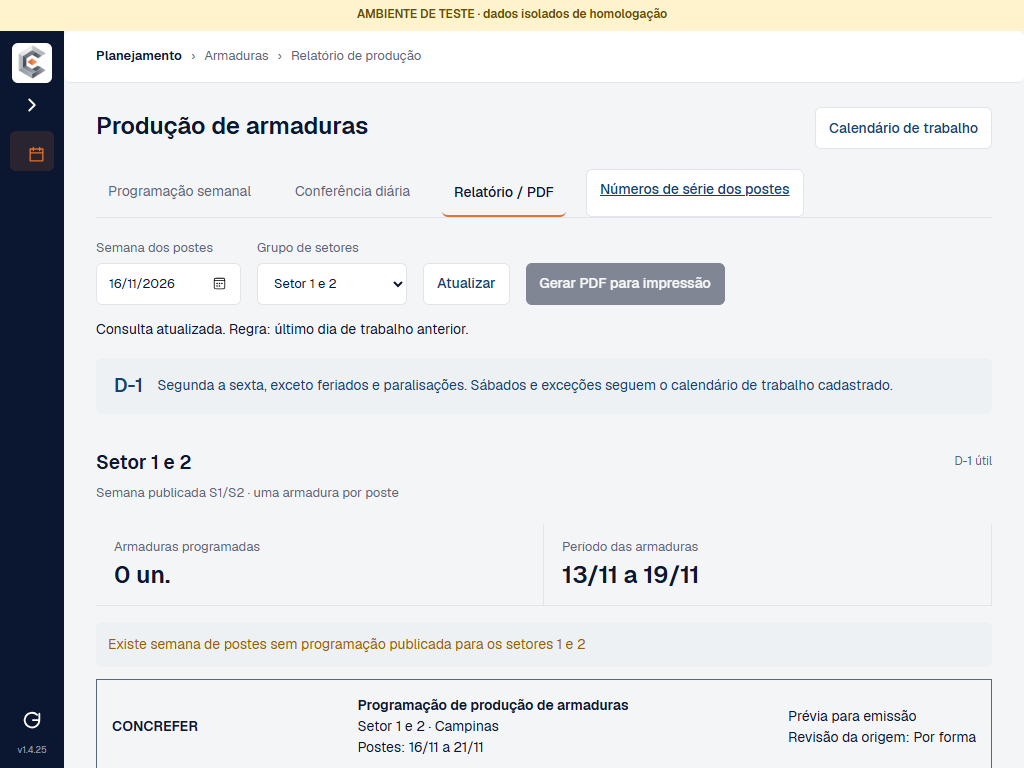 AMBIENTE DE TESTE · dados isolados de homologação
Planejamento › Armaduras › Relatório de produção
Produção de armaduras
Calendário de trabalho
Programação semanal
Conferência diária
Relatório / PDF
Números de série dos postes
Semana dos postes
Grupo de setores
16/11/2026
Setor 1 e 2
Atualizar
Gerar PDF para impressão
Consulta atualizada. Regra: último dia de trabalho anterior.
D-1 Segunda a sexta, exceto feriados e paralisações. Sábados e exceções seguem o calendário de trabalho cadastrado.
Setor 1 e 2
D-1 útil
Semana publicada S1/S2 · uma armadura por poste
Armaduras programadas
0 un.
Período das armaduras
13/11 a 19/11
Existe semana de postes sem programação publicada para os setores 1 e 2
CONCREFER
Programação de produção de armaduras
Setor 1 e 2 · Campinas
Postes: 16/11 a 21/11
Prévia para emissão
Revisão da origem: Por forma
v1.4.25